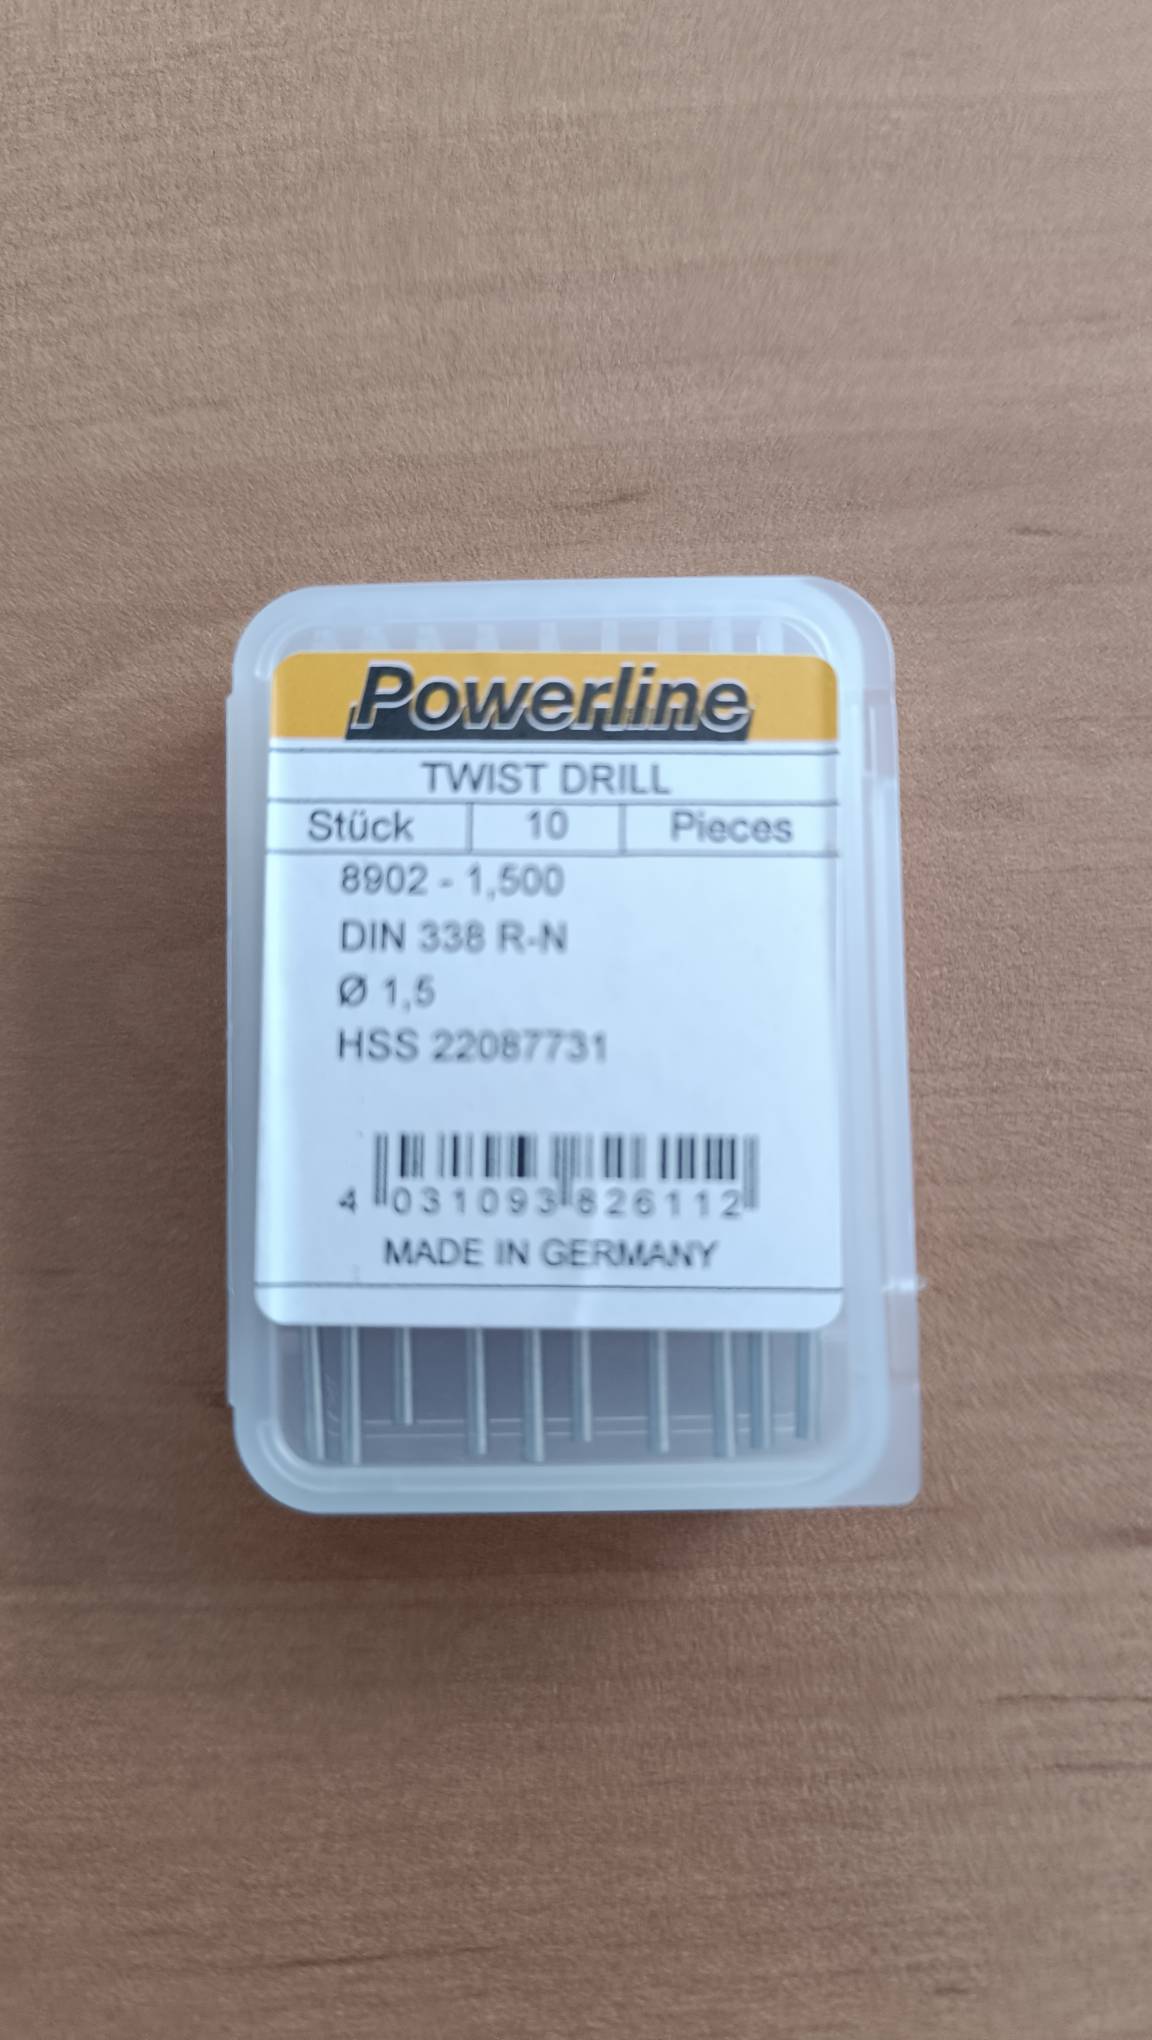 Powerline
TWIST DRILL
Stück 10 Pieces
8902 - 1,500
DIN 338 R-N
Ø 1,5
HSS 22087731
4 031093 826112
MADE IN GERMANY